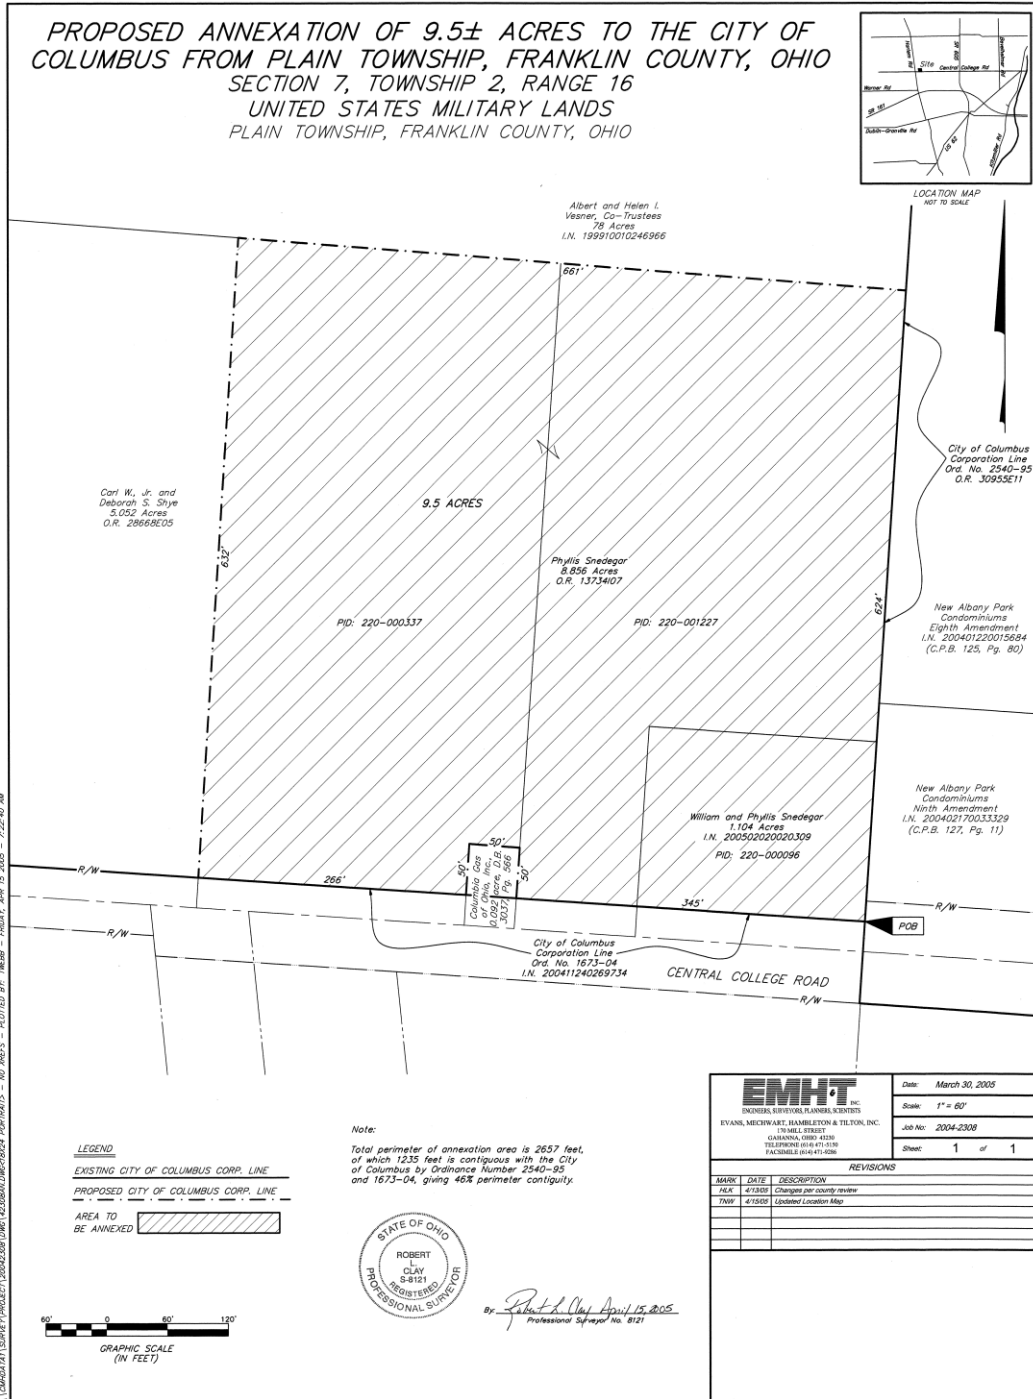 PROPOSED ANNEXATION OF 9.5± ACRES TO THE CITY OF
COLUMBUS FROM PLAIN TOWNSHIP, FRANKLIN COUNTY, OHIO
SECTION 7, TOWNSHIP 2, RANGE 16
UNITED STATES MILITARY LANDS
PLAIN TOWNSHIP, FRANKLIN COUNTY, OHIO
Harlem Rd
SR 605
Site
Central College Rd
Warner Rd
SR 161
Dublin-Granville Rd
US 62
LOCATION MAP
NOT TO SCALE
Albert and Helen I.
Vesner, Co-Trustees
78 Acres
I.N. 199910010246966
661'
City of Columbus
Corporation Line
Ord. No. 2540-95
O.R. 30955E11
Carl W., Jr. and
Deborah S. Shye
5.052 Acres
O.R. 28668E05
9.5 ACRES
632'
Phyllis Snedegar
8.856 Acres
O.R. 13734I07
624'
PID: 220-000337
PID: 220-001227
New Albany Park
Condominiums
Eighth Amendment
I.N. 200401220015684
(C.P.B. 125, Pg. 80)
New Albany Park
Condominiums
Ninth Amendment
I.N. 200402170033329
(C.P.B. 127, Pg. 11)
William and Phyllis Snedegar
1.104 Acres
I.N. 200502020020309
PID: 220-000096
50'
50'
50'
Columbia Gas
of Ohio, Inc.,
0.092 acre, D.B.
3037, Pg. 566
R/W
266'
345'
R/W
POB
R/W
City of Columbus
Corporation Line
Ord. No. 1673-04
I.N. 200411240269734
CENTRAL COLLEGE ROAD
R/W
EMH&T INC.
ENGINEERS, SURVEYORS, PLANNERS, SCIENTISTS
EVANS, MECHWART, HAMBLETON & TILTON, INC.
170 MILL STREET
GAHANNA, OHIO 43230
TELEPHONE (614) 471-5150
FACSIMILE (614) 471-9286
Date: March 30, 2005
Scale: 1" = 60'
Job No: 2004-2308
Sheet: 1 of 1
REVISIONS
MARK DATE DESCRIPTION
HLK 4/13/05 Changes per county review
TNW 4/15/05 Updated Location Map
LEGEND
EXISTING CITY OF COLUMBUS CORP. LINE
PROPOSED CITY OF COLUMBUS CORP. LINE
AREA TO
BE ANNEXED
Note:
Total perimeter of annexation area is 2657 feet,
of which 1235 feet is contiguous with the City
of Columbus by Ordinance Number 2540-95
and 1673-04, giving 46% perimeter contiguity.
STATE OF OHIO
ROBERT
L.
CLAY
S-8121
REGISTERED
PROFESSIONAL SURVEYOR
By Robert L. Clay April 15, 2005
Professional Surveyor No. 8121
60' 0 60' 120'
GRAPHIC SCALE
(IN FEET)